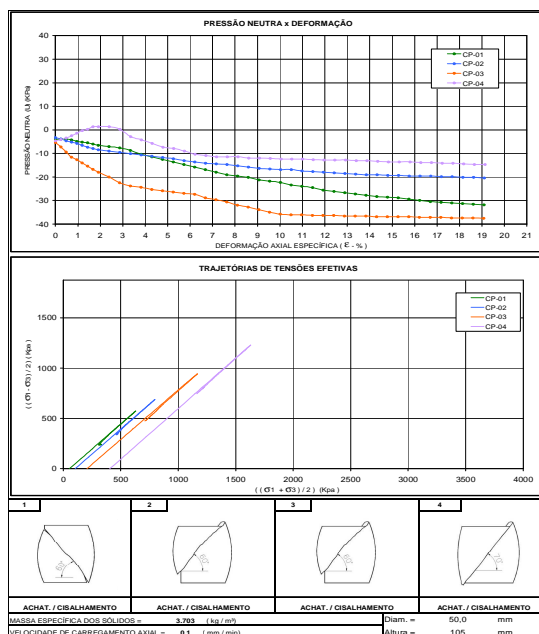 PRESSÃO NEUTRA x DEFORMAÇÃO
PRESSÃO NEUTRA (U) (KPa)
40
30
20
10
0
-10
-20
-30
-40
CP-01
CP-02
CP-03
CP-04
0 1 2 3 4 5 6 7 8 9 10 11 12 13 14 15 16 17 18 19 20 21
DEFORMAÇÃO AXIAL ESPECÍFICA ( ε - % )
TRAJETÓRIAS DE TENSÕES EFETIVAS
((σ1 - σ3) / 2) ( Kpa )
1500
1000
500
0
CP-01
CP-02
CP-03
CP-04
0 500 1000 1500 2000 2500 3000 3500 4000
((σ1 + σ3) / 2) (Kpa)
1 2 3 4
ACHAT. / CISALHAMENTO ACHAT. / CISALHAMENTO ACHAT. / CISALHAMENTO ACHAT. / CISALHAMENTO
MASSA ESPECÍFICA DOS SÓLIDOS = 3.703 ( kg / m³) Diam. = 50,0 mm
VELOCIDADE DE CARREGAMENTO AXIAL = 0,1 ( mm / min) Altura = 105 mm